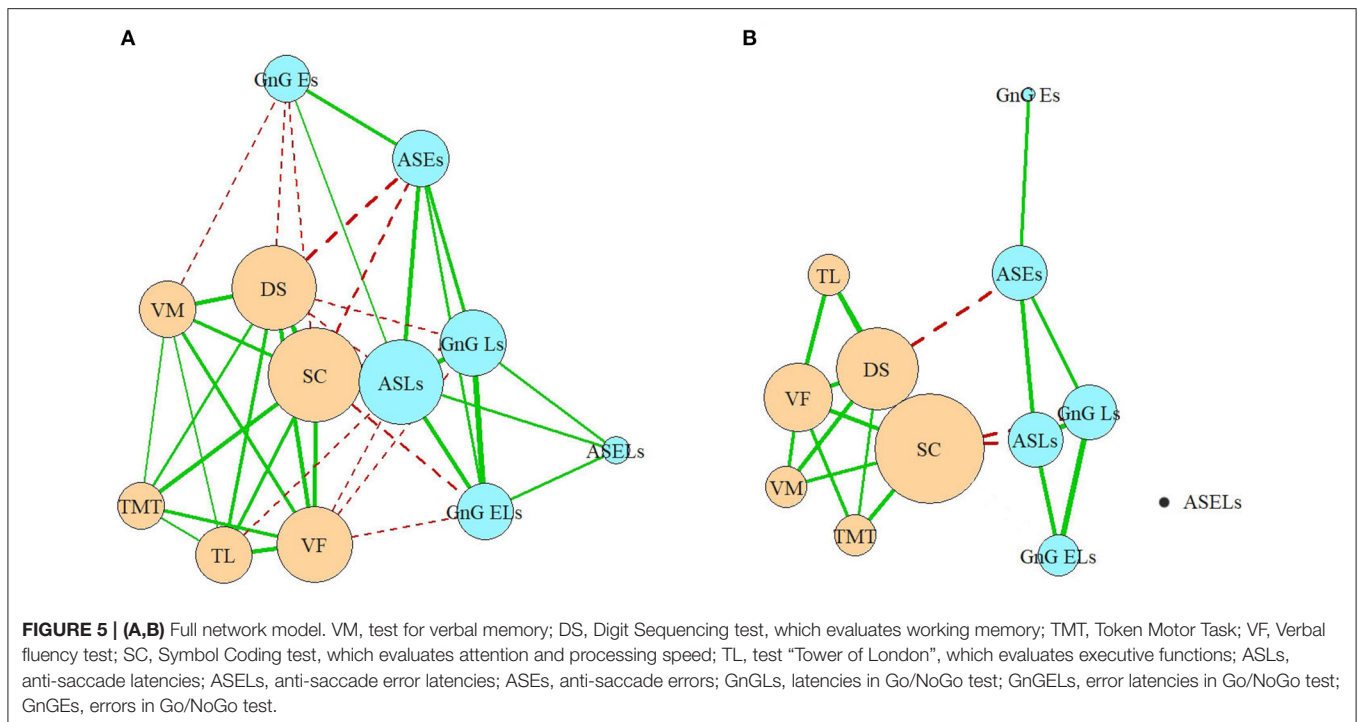 A
B
GnG Es
ASEs
DS
VM
SC
ASLs
GnG Ls
ASELs
GnG ELs
TMT
TL
VF
GnG Es
ASEs
TL
DS
VF
GnG Ls
ASLs
SC
VM
ASELs
TMT
GnG ELs
FIGURE 5 | (A,B) Full network model. VM, test for verbal memory; DS, Digit Sequencing test, which evaluates working memory; TMT, Token Motor Task; VF, Verbal
fluency test; SC, Symbol Coding test, which evaluates attention and processing speed; TL, test “Tower of London”, which evaluates executive functions; ASLs,
anti-saccade latencies; ASELs, anti-saccade error latencies; ASEs, anti-saccade errors; GnGLs, latencies in Go/NoGo test; GnGELs, error latencies in Go/NoGo test;
GnGEs, errors in Go/NoGo test.